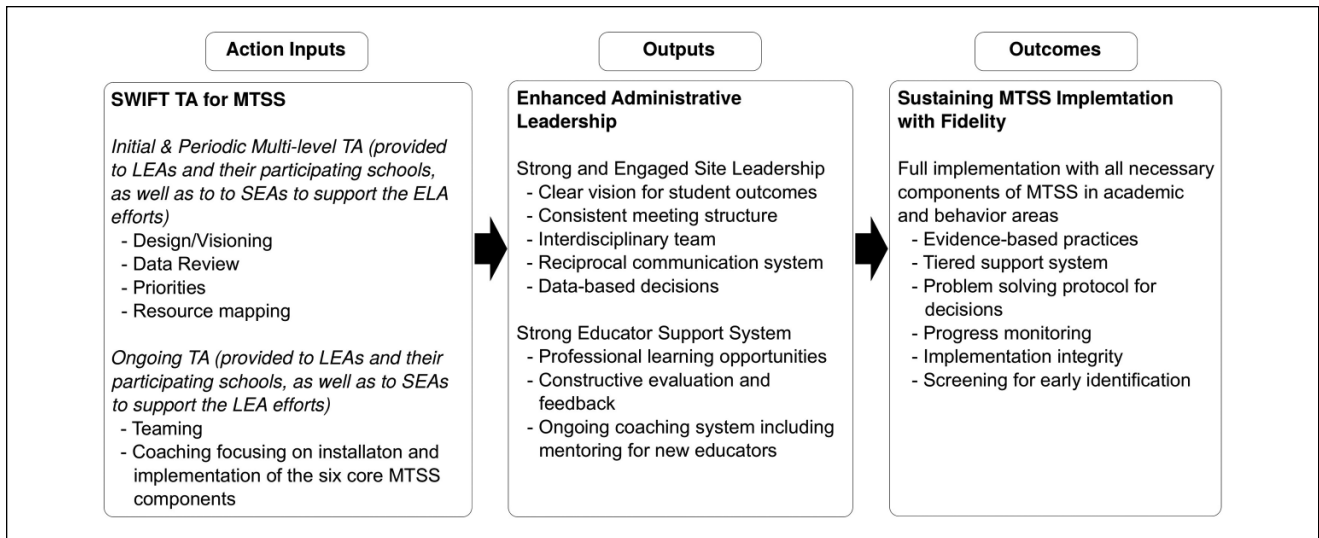 Action Inputs
SWIFT TA for MTSS
Initial & Periodic Multi-level TA (provided
to LEAs and their participating schools,
as well as to to SEAs to support the ELA
efforts)
- Design/Visioning
- Data Review
- Priorities
- Resource mapping
Ongoing TA (provided to LEAs and their
participating schools, as well as to SEAs
to support the LEA efforts)
- Teaming
- Coaching focusing on installaton and
implementation of the six core MTSS
components
Outputs
Enhanced Administrative
Leadership
Strong and Engaged Site Leadership
- Clear vision for student outcomes
- Consistent meeting structure
- Interdisciplinary team
- Reciprocal communication system
- Data-based decisions
Strong Educator Support System
- Professional learning opportunities
- Constructive evaluation and
feedback
- Ongoing coaching system including
mentoring for new educators
Outcomes
Sustaining MTSS Implemtation
with Fidelity
Full implementation with all necessary
components of MTSS in academic
and behavior areas
- Evidence-based practices
- Tiered support system
- Problem solving protocol for
decisions
- Progress monitoring
- Implementation integrity
- Screening for early identification